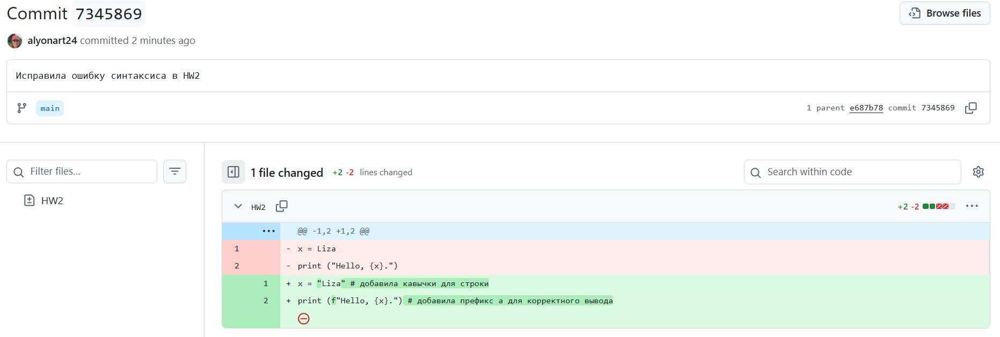 Commit 7345869
Browse files
alyonart24 committed 2 minutes ago
Исправила ошибку синтаксиса в HW2
main
1 parent e687b78 commit 7345869
Filter files...
HW2
1 file changed +2 -2 lines changed
Search within code
HW2
+2 -2
@@ -1,2 +1,2 @@
1 - x = Liza
2 - print ("Hello, {x}.")
1 + x = "Liza" # добавила кавычки для строки
2 + print (f"Hello, {x}.") # добавила префикс а для корректного вывода